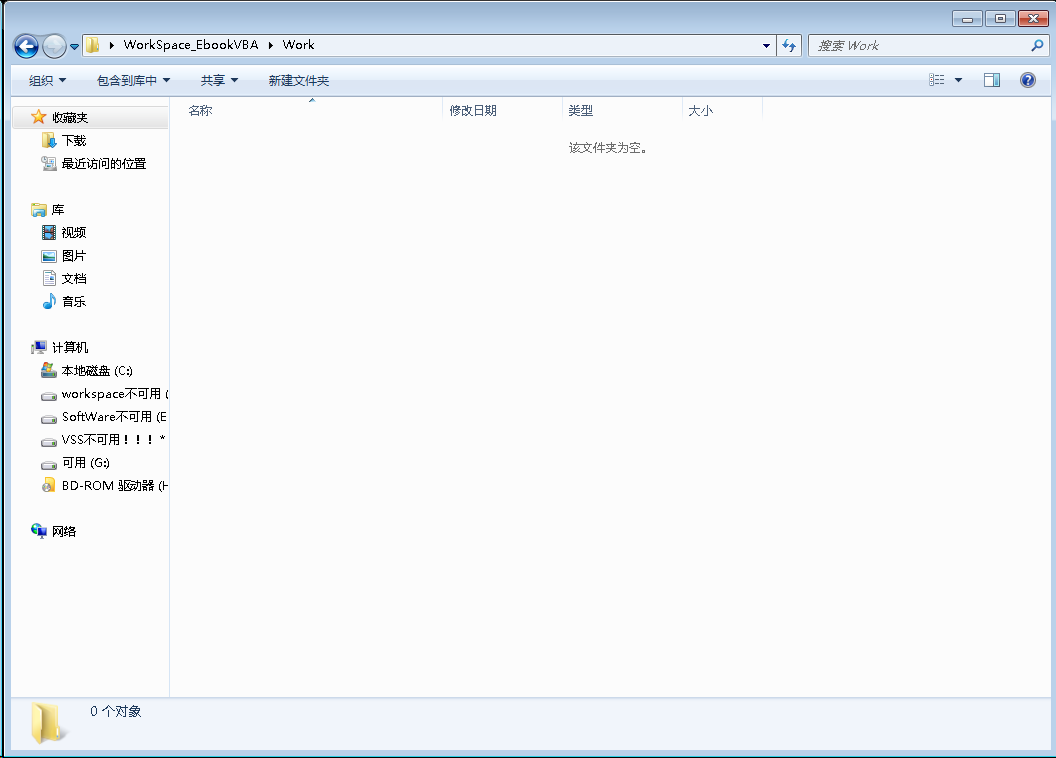 WorkSpace_EbookVBA Work
搜索 Work
组织 包含到库中 共享 新建文件夹
收藏夹
下载
最近访问的位置
库
视频
图片
文档
音乐
计算机
本地磁盘 (C:)
workspace不可用 (
SoftWare不可用 (E
VSS不可用！！！ *
可用 (G:)
BD-ROM 驱动器 (H
网络
名称 修改日期 类型 大小
该文件夹为空。
0 个对象